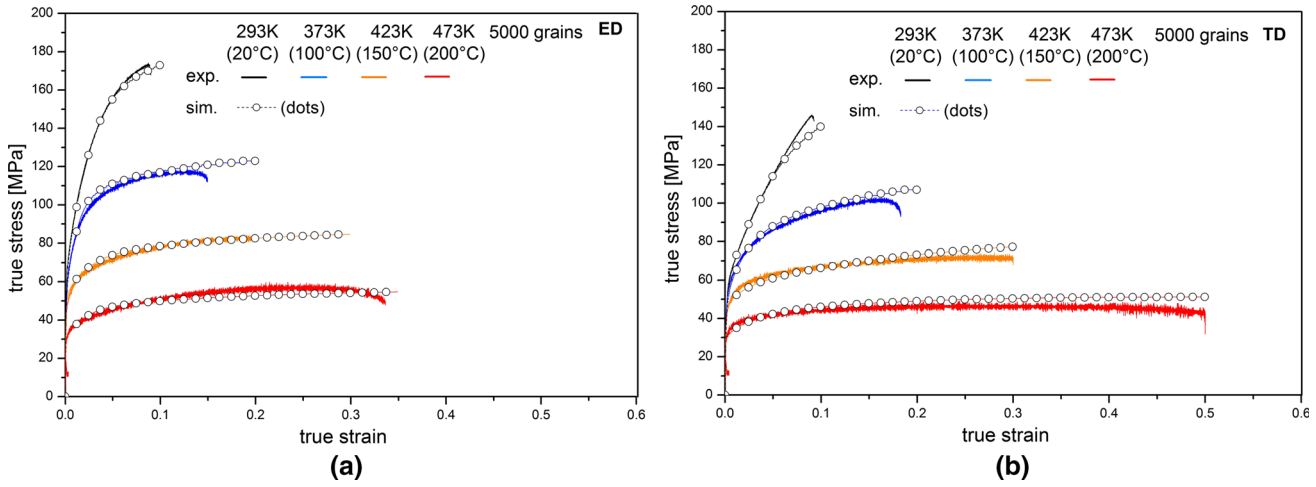 293K 373K 423K 473K 5000 grains ED
(20°C) (100°C) (150°C) (200°C)
exp.
sim. (dots)
true stress [MPa]
200
180
160
140
120
100
80
60
40
20
0
0.0 0.1 0.2 0.3 0.4 0.5 0.6
true strain
(a)
293K 373K 423K 473K 5000 grains TD
(20°C) (100°C) (150°C) (200°C)
exp.
sim. (dots)
true stress [MPa]
200
180
160
140
120
100
80
60
40
20
0
0.0 0.1 0.2 0.3 0.4 0.5 0.6
true strain
(b)